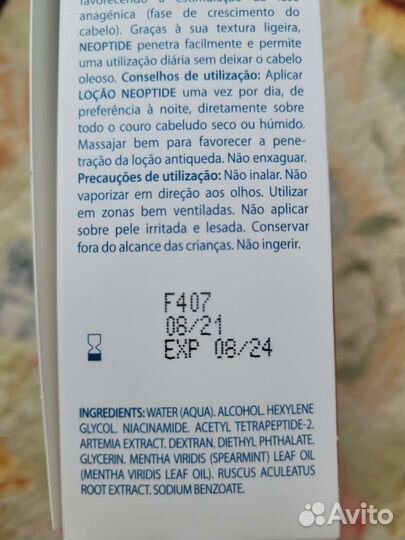 favorecendo a estimulação da fase
anagénica (fase de crescimento do
cabelo). Graças à sua textura ligeira,
NEOPTIDE penetra facilmente e permite
uma utilização diária sem deixar o cabelo
oleoso. Conselhos de utilização: Aplicar
LOÇÃO NEOPTIDE uma vez por dia, de
preferência à noite, diretamente sobre
todo o couro cabeludo seco ou húmido.
Massajar bem para favorecer a pene-
tração da loção antiqueda. Não enxaguar.
Precauções de utilização: Não inalar. Não
vaporizar em direção aos olhos. Utilizar
em zonas bem ventiladas. Não aplicar
sobre pele irritada e lesada. Conservar
fora do alcance das crianças. Não ingerir.
F407
08/21
EXP 08/24
INGREDIENTS: WATER (AQUA). ALCOHOL. HEXYLENE
GLYCOL. NIACINAMIDE. ACETYL TETRAPEPTIDE-2.
ARTEMIA EXTRACT. DEXTRAN. DIETHYL PHTHALATE.
GLYCERIN. MENTHA VIRIDIS (SPEARMINT) LEAF OIL
(MENTHA VIRIDIS LEAF OIL). RUSCUS ACULEATUS
ROOT EXTRACT. SODIUM BENZOATE.
Avito